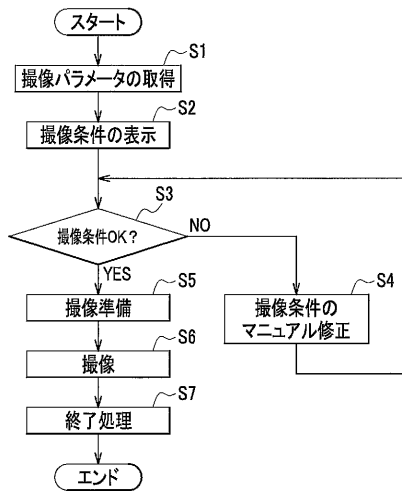 スタート
S1
撮像パラメータの取得
S2
撮像条件の表示
S3
撮像条件OK?
NO
YES
S4
撮像条件の
マニュアル修正
S5
撮像準備
S6
撮像
S7
終了処理
エンド